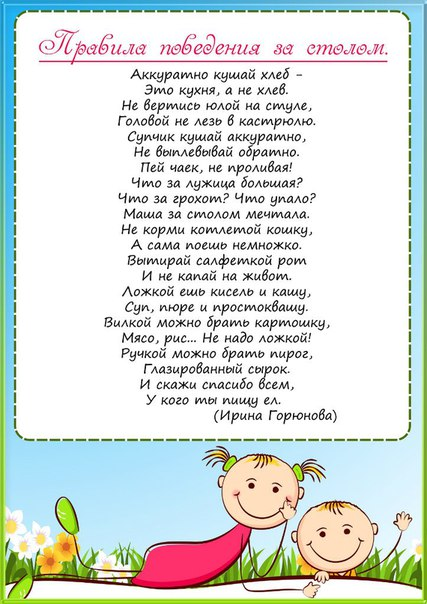 Правила поведения за столом.
Аккуратно кушай хлеб -
Это кухня, а не хлев.
Не вертись юлой на стуле,
Головой не лезь в кастрюлю.
Супчик кушай аккуратно,
Не выплевывай обратно.
Пей чаек, не проливая!
Что за лужица большая?
Что за грохот? Что упало?
Маша за столом мечтала.
Не корми котлетой кошку,
А сама поешь немножко.
Вытирай салфеткой рот
И не капай на живот.
Ложкой ешь кисель и кашу,
Суп, пюре и простоквашу.
Вилкой можно брать картошку,
Мясо, рис... Не надо ложкой!
Ручкой можно брать пирог,
Глазированный сырок.
И скажи спасибо всем,
У кого ты пищу ел.
(Ирина Горюнова)